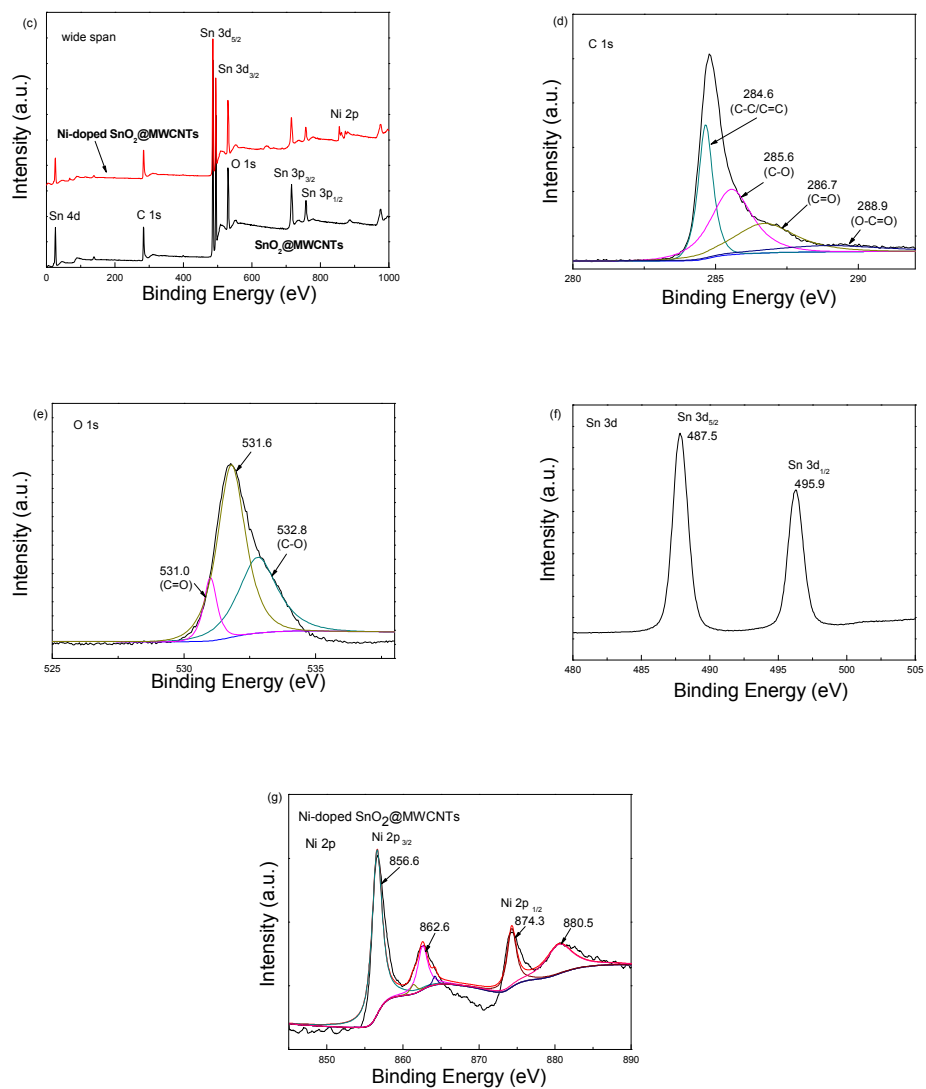 (c)
wide span
Sn 3d5/2
Sn 3d3/2
Ni 2p
Ni-doped SnO2@MWCNTs
O 1s
Sn 3p3/2
Sn 3p1/2
Sn 4d
C 1s
SnO2@MWCNTs
Intensity (a.u.)
0 200 400 600 800 1000
Binding Energy (eV)
(d)
C 1s
284.6
(C-C/C=C)
285.6
(C-O)
286.7
(C=O)
288.9
(O-C=O)
Intensity (a.u.)
280 285 290
Binding Energy (eV)
(e)
O 1s
531.6
532.8
(C-O)
531.0
(C=O)
Intensity (a.u.)
525 530 535
Binding Energy (eV)
(f)
Sn 3d
Sn 3d5/2
487.5
Sn 3d1/2
495.9
Intensity (a.u.)
480 485 490 495 500 505
Binding Energy (eV)
(g)
Ni-doped SnO2@MWCNTs
Ni 2p
Ni 2p3/2
856.6
862.6
Ni 2p1/2
874.3
880.5
Intensity (a.u.)
850 860 870 880 890
Binding Energy (eV)